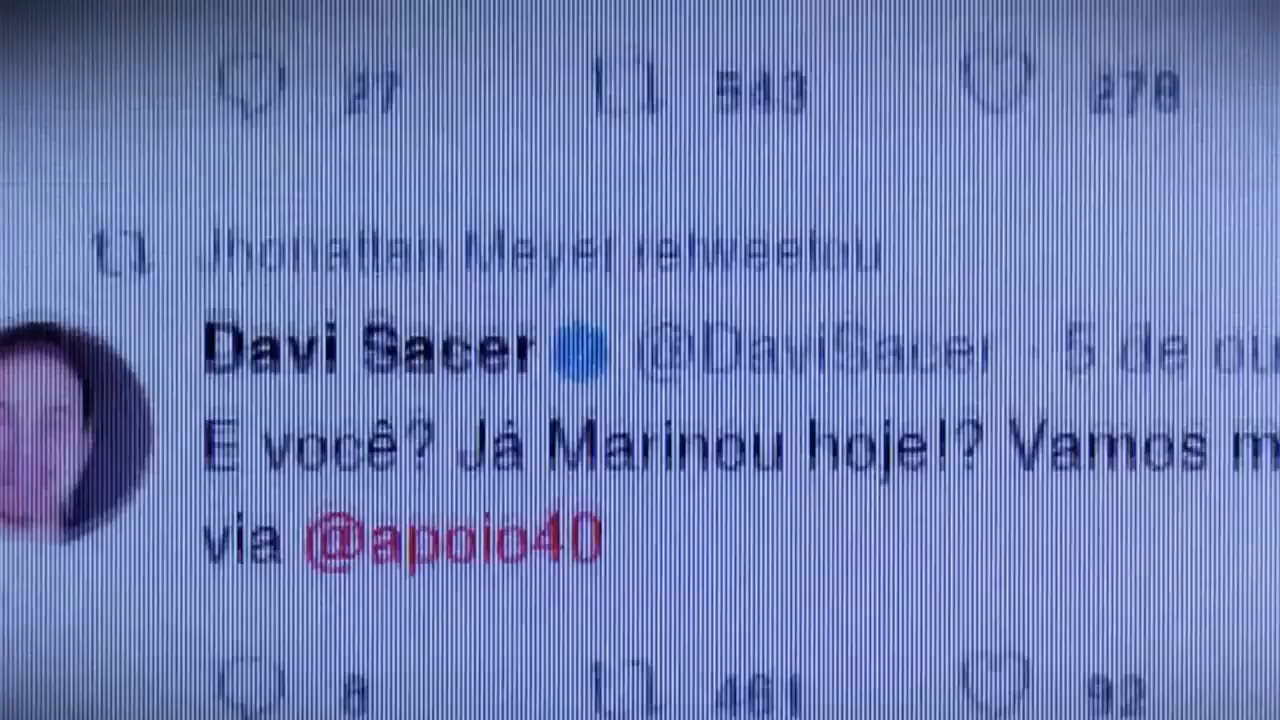 27 543 278
Jhonattan Meyer retweetou
Davi Sacer @DaviSacer · 5 de ou
E você? Já Marinou hoje!? Vamos m
via @apoio40
8 461 92